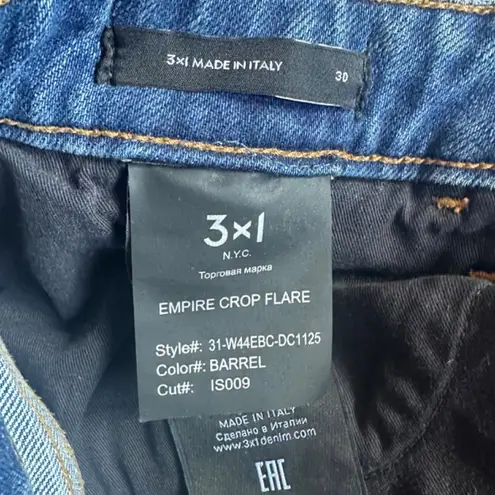 3x1 MADE IN ITALY 30
3x1
N.Y.C.
Торговая марка
EMPIRE CROP FLARE
Style#: 31-W44EBC-DC1125
Color#: BARREL
Cut#: IS009
MADE IN ITALY
Сделано в Италии
www.3x1denim.com
EAC